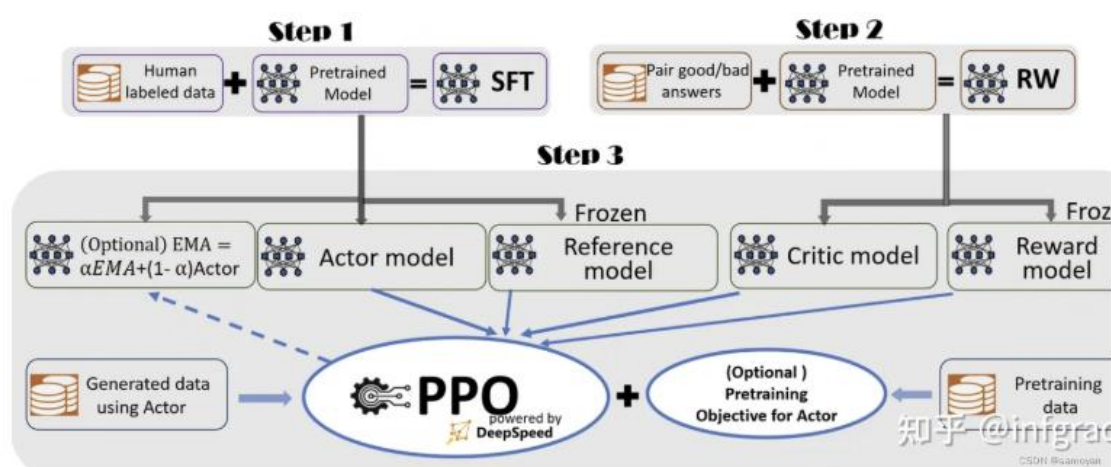 Step 1
Human
labeled data
+
Pretrained
Model
=
SFT
Step 2
Pair good/bad
answers
+
Pretrained
Model
=
RW
Step 3
(Optional) EMA =
αEMA+(1- α)Actor
Actor model
Frozen
Reference
model
Critic model
Froz
Reward
model
Generated data
using Actor
PPO
powered by
DeepSpeed
+
(Optional )
Pretraining
Objective for Actor
Pretraining
data
知乎 @infgrad
CSDN @samoyan